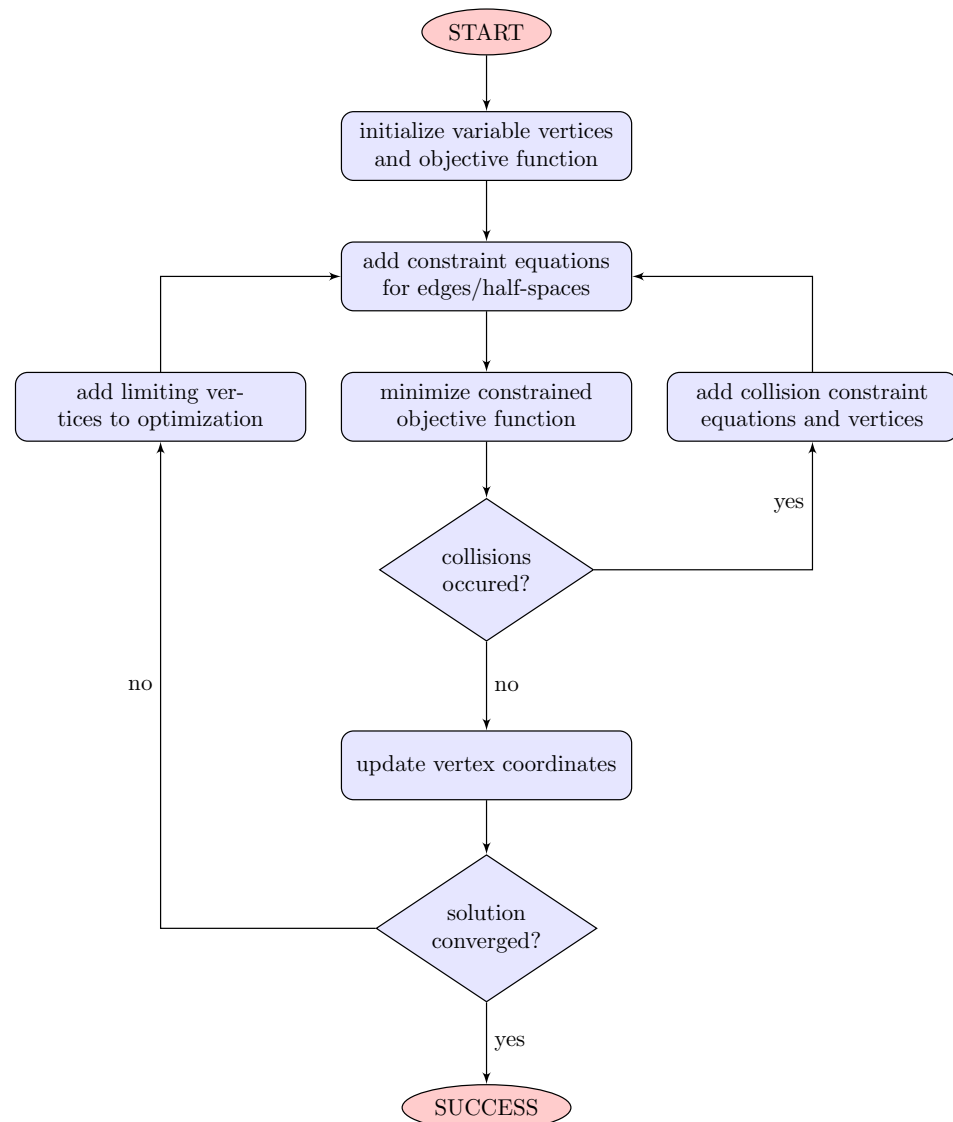 START
initialize variable vertices
and objective function
add constraint equations
for edges/half-spaces
add limiting ver-
tices to optimization
minimize constrained
objective function
add collision constraint
equations and vertices
yes
collisions
occured?
no
no
update vertex coordinates
solution
converged?
yes
SUCCESS